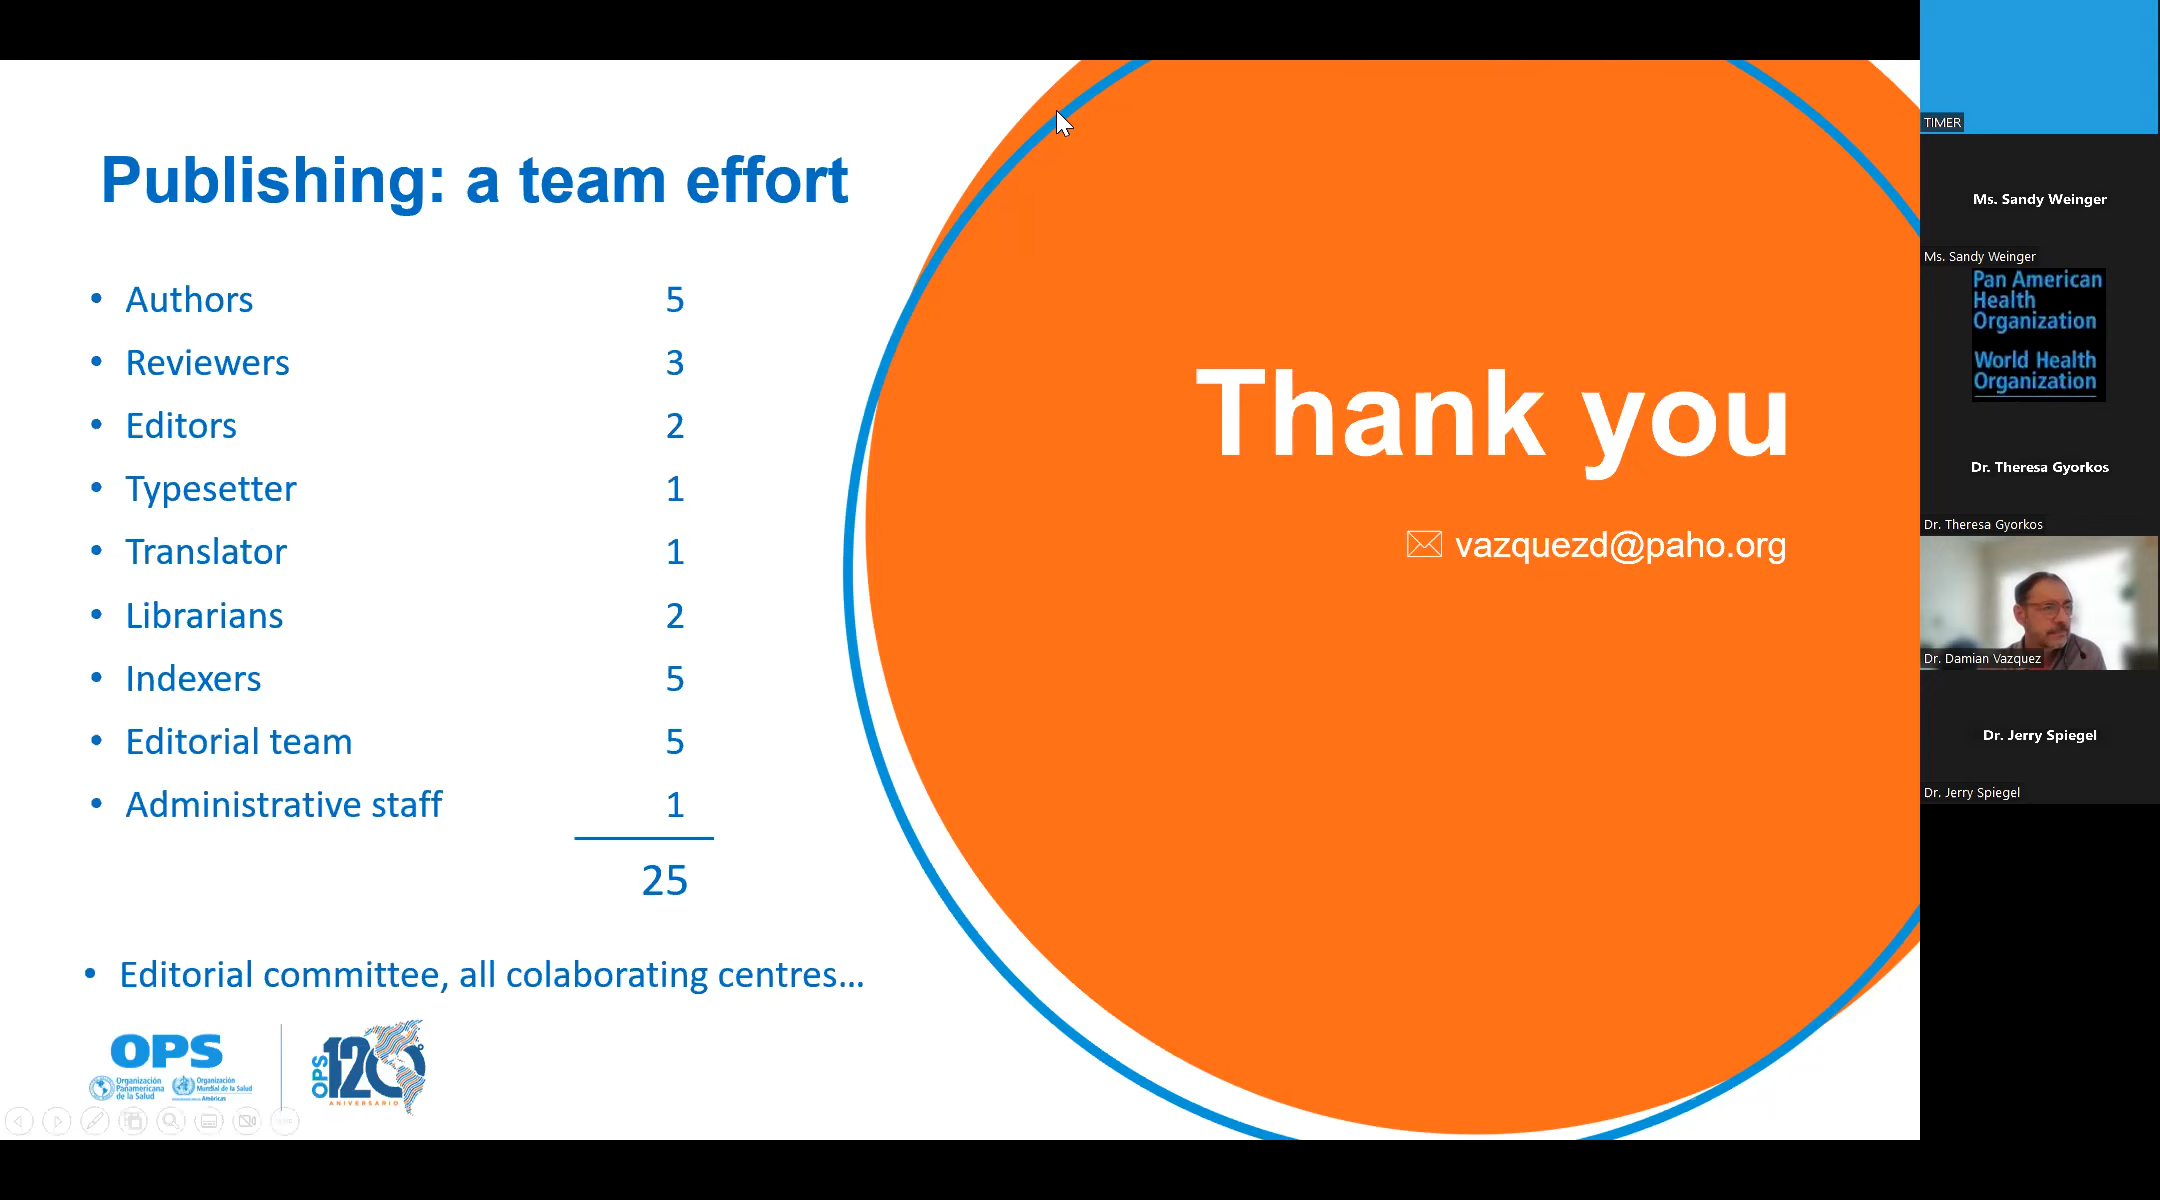 Publishing: a team effort
• Authors 5
• Reviewers 3
• Editors 2
• Typesetter 1
• Translator 1
• Librarians 2
• Indexers 5
• Editorial team 5
• Administrative staff 1
25
• Editorial committee, all colaborating centres...
OPS
Organización
Panamericana
de la Salud
Organización
Mundial de la Salud
Américas
OPS
120
ANIVERSARIO
Thank you
vazquezd@paho.org
TIMER
Ms. Sandy Weinger
Ms. Sandy Weinger
Pan American
Health
Organization
World Health
Organization
Dr. Theresa Gyorkos
Dr. Theresa Gyorkos
Dr. Damian Vazquez
Dr. Jerry Spiegel
Dr. Jerry Spiegel